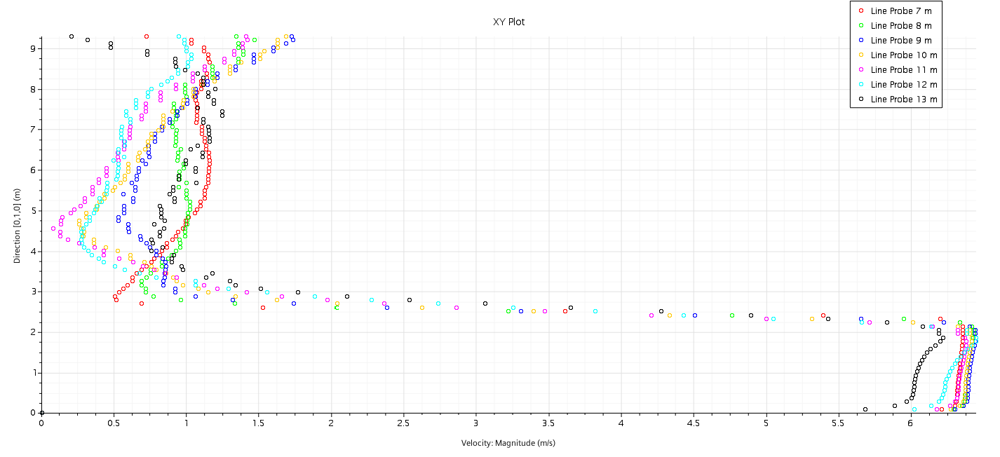 XY Plot
Line Probe 7 m
Line Probe 8 m
Line Probe 9 m
Line Probe 10 m
Line Probe 11 m
Line Probe 12 m
Line Probe 13 m
Direction [0,1,0] (m)
9
8
7
6
5
4
3
2
1
0
0 0.5 1 1.5 2 2.5 3 3.5 4 4.5 5 5.5 6
Velocity: Magnitude (m/s)